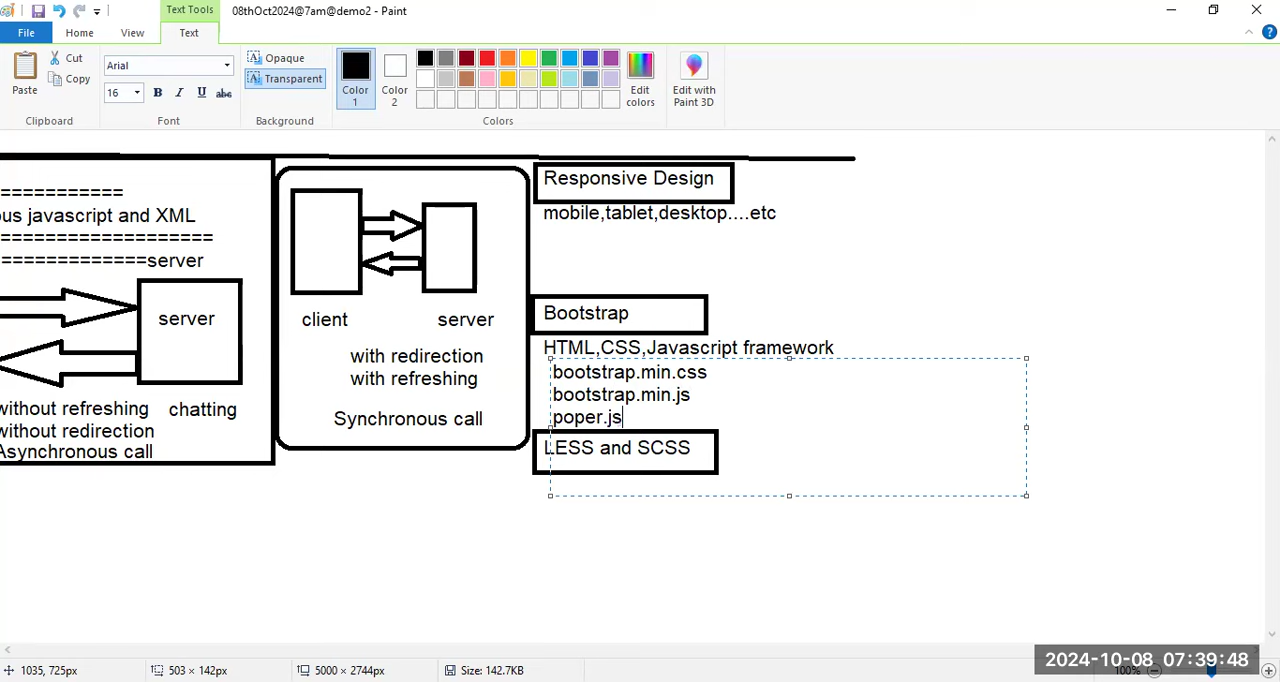 Text Tools
08thOct2024@7am@demo2 - Paint
File
Home
View
Text
Paste
Cut
Copy
Clipboard
Arial
16
B
I
U
abc
Font
Opaque
Transparent
Background
Color
1
Color
2
Edit
colors
Colors
Edit with
Paint 3D
===========
ous javascript and XML
===================
=============server
server
without refreshing
chatting
without redirection
Asynchronous call
client
server
with redirection
with refreshing
Synchronous call
Responsive Design
mobile,tablet,desktop....etc
Bootstrap
HTML,CSS,Javascript framework
bootstrap.min.css
bootstrap.min.js
poper.js
LESS and SCSS
1035, 725px
503 × 142px
5000 × 2744px
Size: 142.7KB
100%
2024-10-08 07:39:48